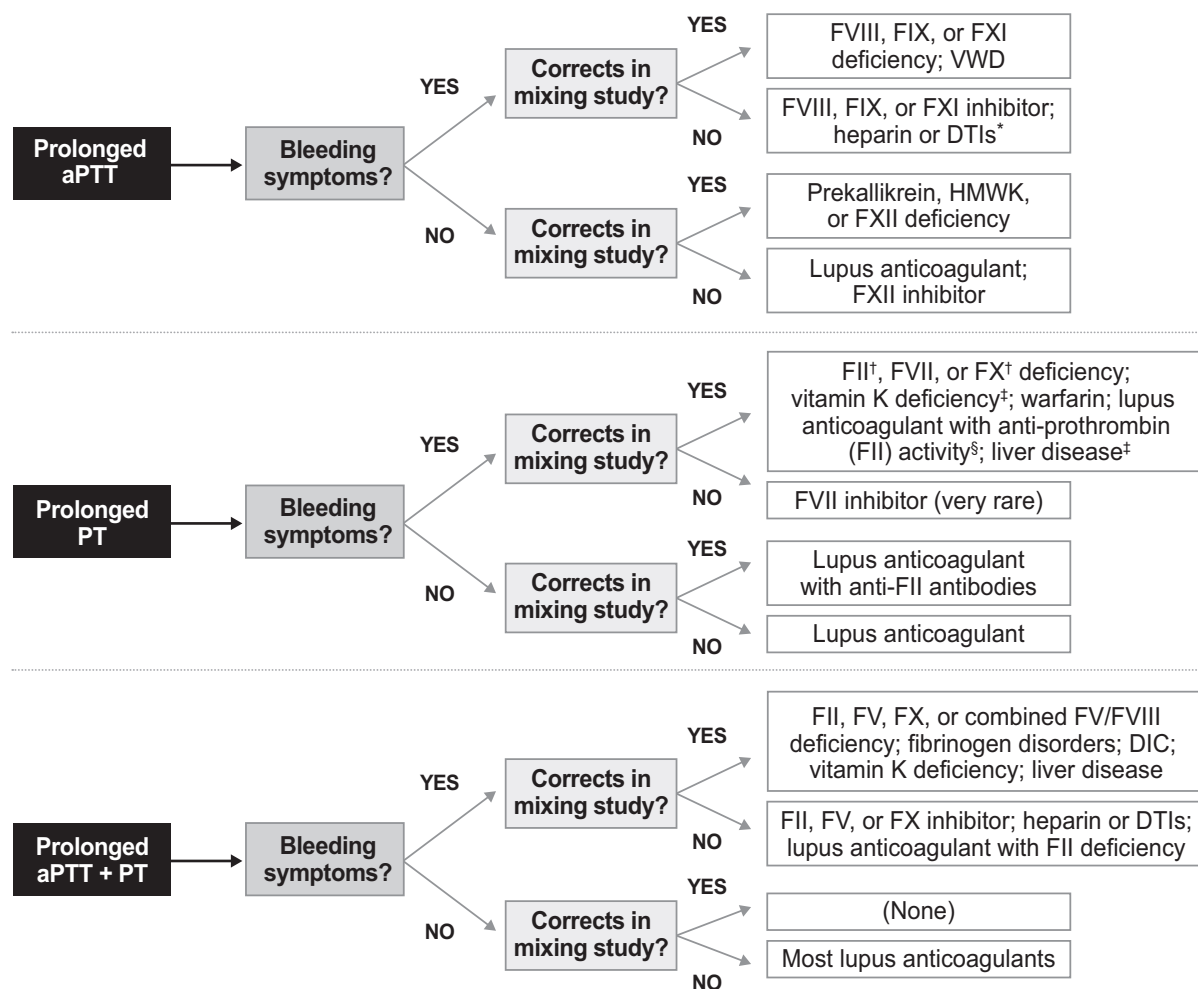 Prolonged
aPTT
Bleeding
symptoms?
YES
Corrects in
mixing study?
YES
FVIII, FIX, or FXI
deficiency; VWD
NO
FVIII, FIX, or FXI inhibitor;
heparin or DTIs*
NO
Corrects in
mixing study?
YES
Prekallikrein, HMWK,
or FXII deficiency
NO
Lupus anticoagulant;
FXII inhibitor
Prolonged
PT
Bleeding
symptoms?
YES
Corrects in
mixing study?
YES
FII†, FVII, or FX† deficiency;
vitamin K deficiency‡; warfarin; lupus
anticoagulant with anti-prothrombin
(FII) activity§; liver disease‡
NO
FVII inhibitor (very rare)
NO
Corrects in
mixing study?
YES
Lupus anticoagulant
with anti-FII antibodies
NO
Lupus anticoagulant
Prolonged
aPTT + PT
Bleeding
symptoms?
YES
Corrects in
mixing study?
YES
FII, FV, FX, or combined FV/FVIII
deficiency; fibrinogen disorders; DIC;
vitamin K deficiency; liver disease
NO
FII, FV, or FX inhibitor; heparin or DTIs;
lupus anticoagulant with FII deficiency
NO
Corrects in
mixing study?
YES
(None)
NO
Most lupus anticoagulants